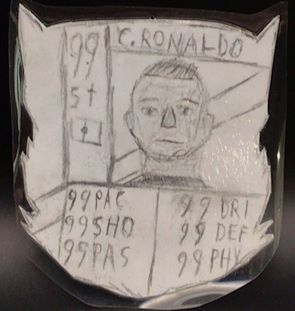 99
C. RONALDO
St
99 PAC
99 SHO
99 PAS
99 DRI
99 DEF
99 PHY